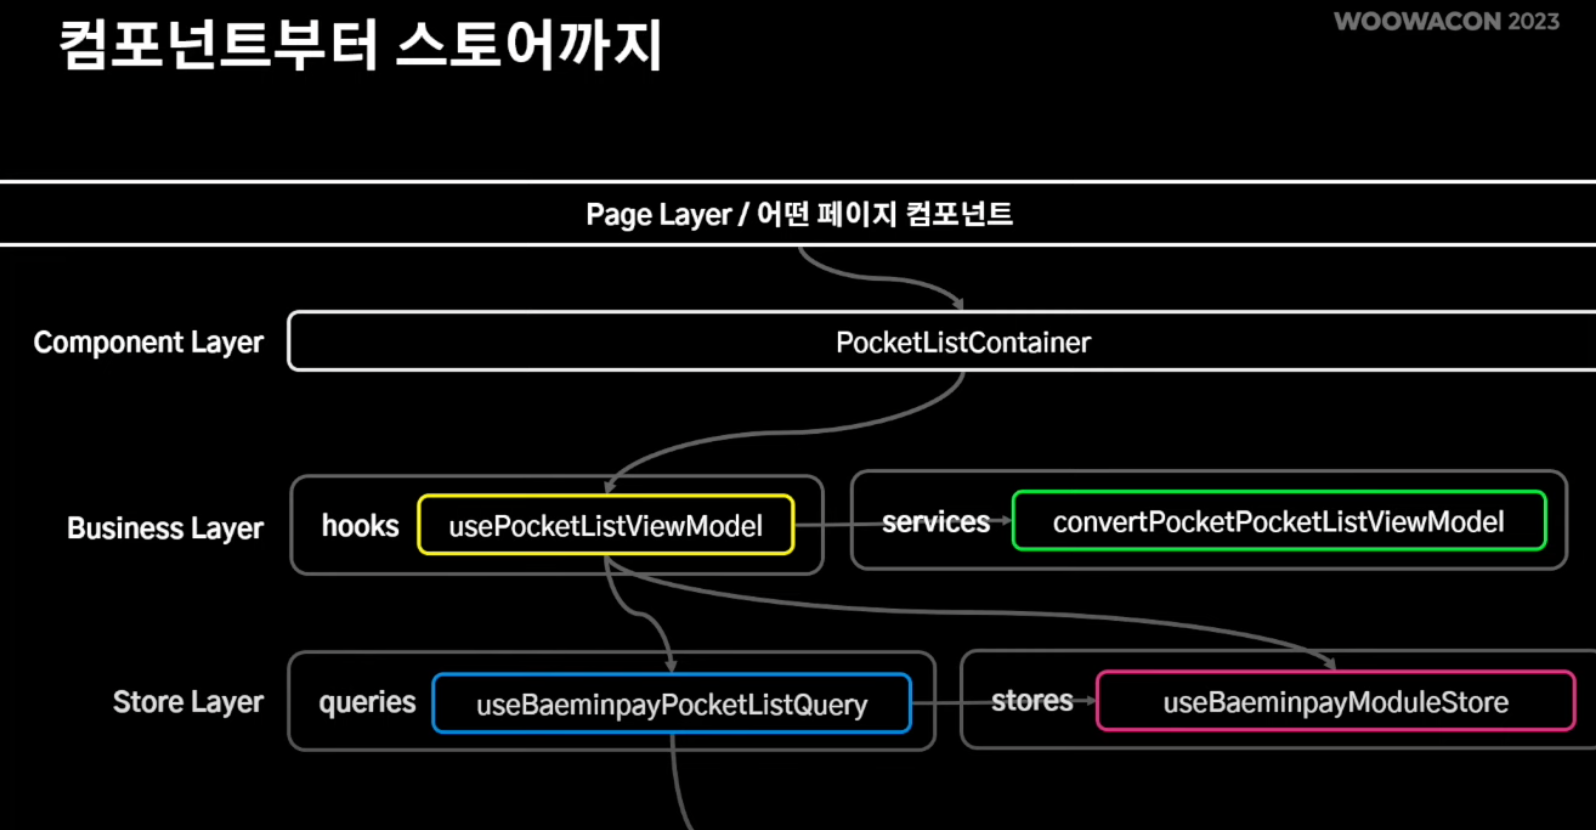 컴포넌트부터 스토어까지
WOOWACON 2023
Page Layer / 어떤 페이지 컴포넌트
Component Layer
PocketListContainer
Business Layer
hooks
usePocketListViewModel
services
convertPocketPocketListViewModel
Store Layer
queries
useBaeminpayPocketListQuery
stores
useBaeminpayModuleStore